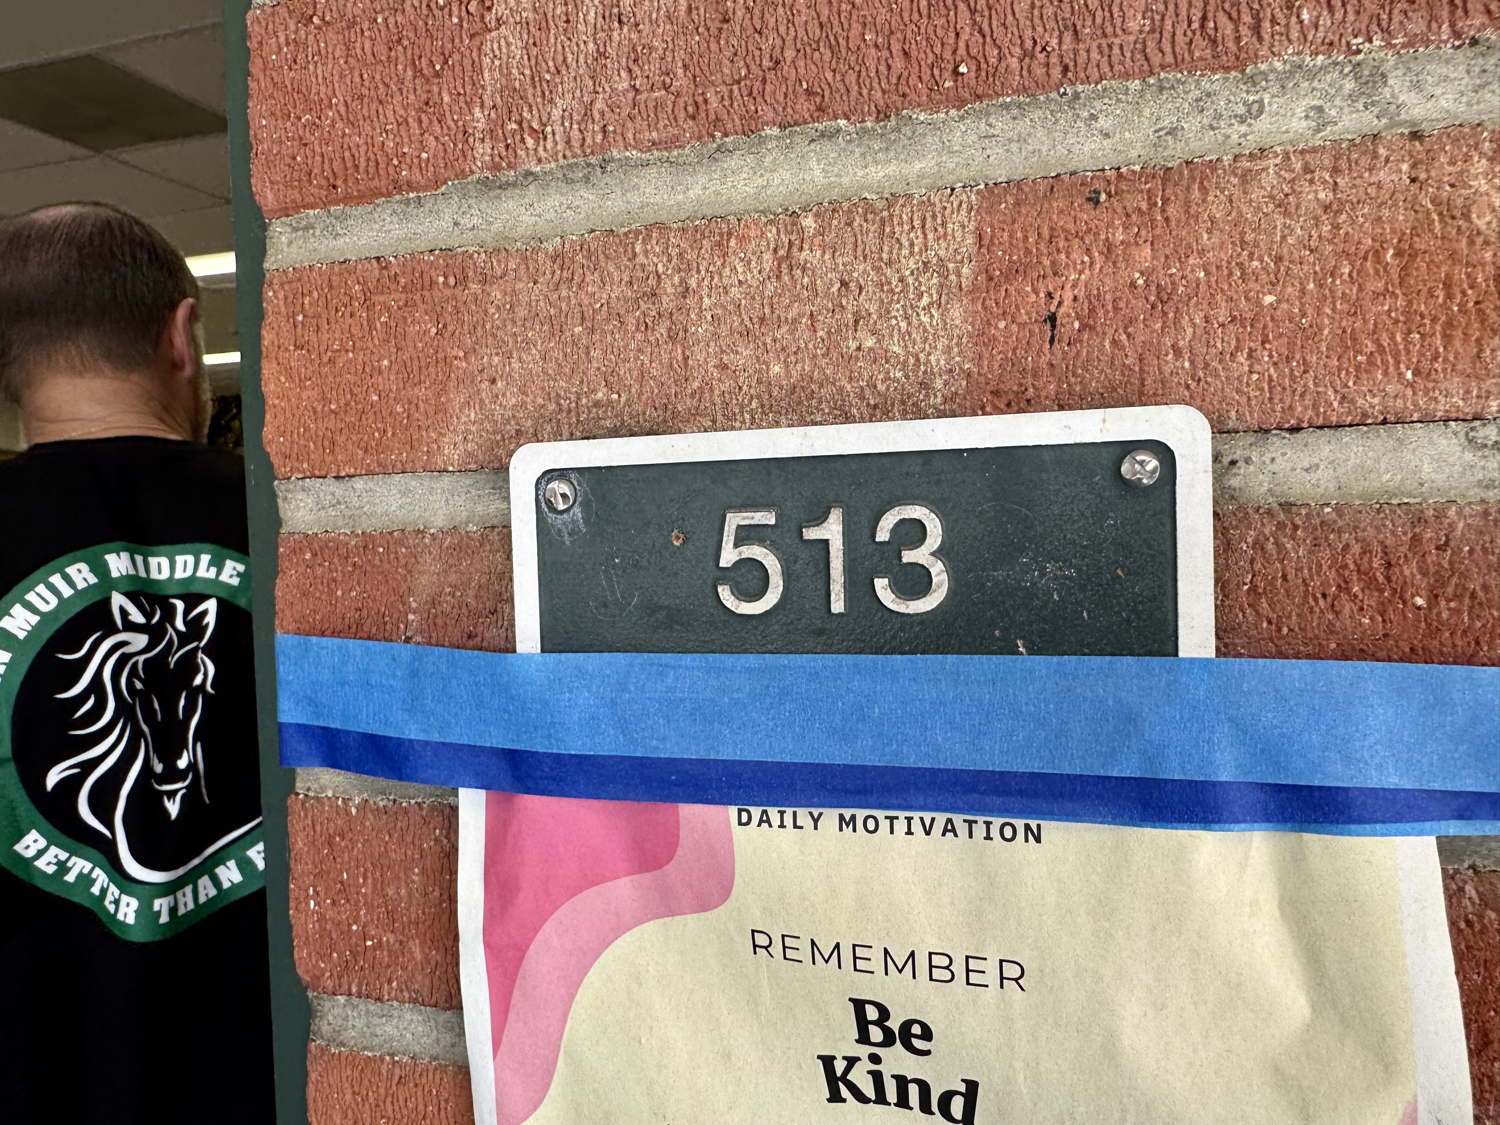 513
DAILY MOTIVATION
REMEMBER
Be
Kind
MUIR MIDDLE
BETTER THAN